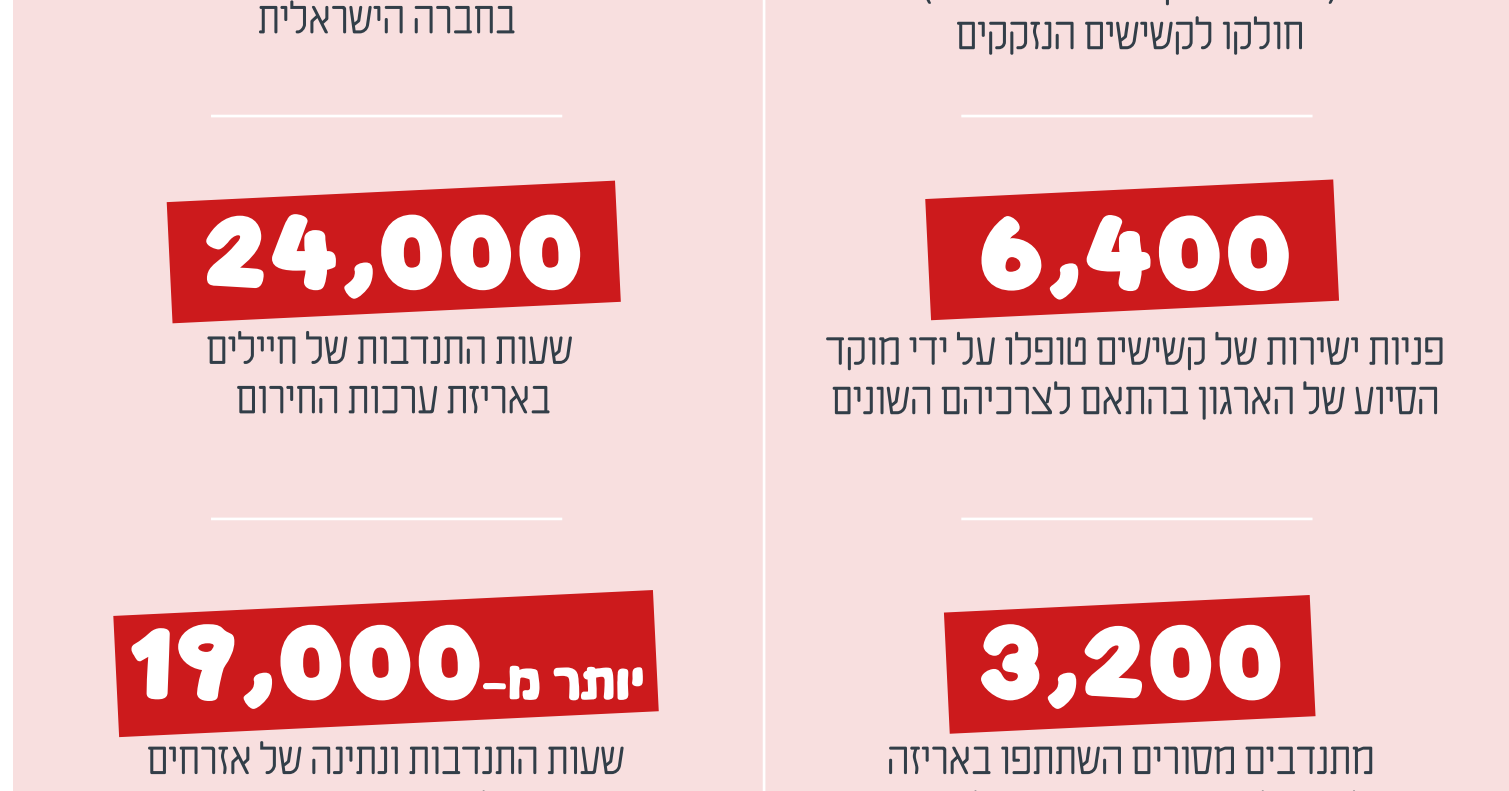 חולקו לקשישים הנזקקים
6,400
פניות ישירות של קשישים טופלו על ידי מוקד
הסיוע של הארגון בהתאם לצרכיהם השונים
3,200
מתנדבים מסורים השתתפו באריזה
בחברה הישראלית
24,000
שעות התנדבות של חיילים
באריזת ערכות החירום
יותר מ-19,000
שעות התנדבות ונתינה של אזרחים